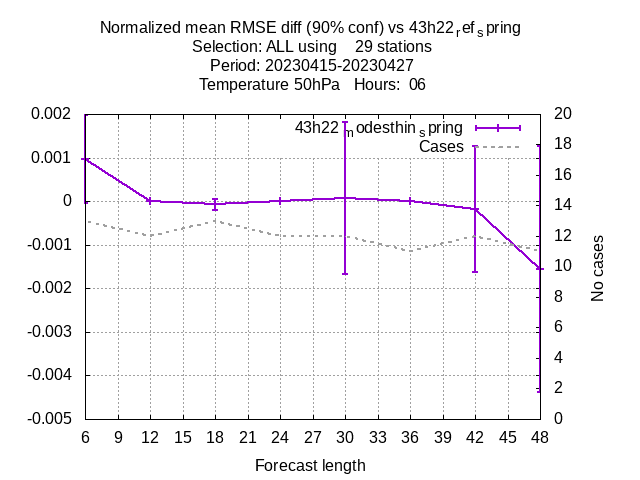 Normalized mean RMSE diff (90% conf) vs 43h22refspring
Selection: ALL using 29 stations
Period: 20230415-20230427
Temperature 50hPa Hours: 06
43h22modesthinspring
Cases
0.002
0.001
0
-0.001
-0.002
-0.003
-0.004
-0.005
20
18
16
14
12
10
8
6
4
2
0
No cases
6 9 12 15 18 21 24 27 30 33 36 39 42 45 48
Forecast length